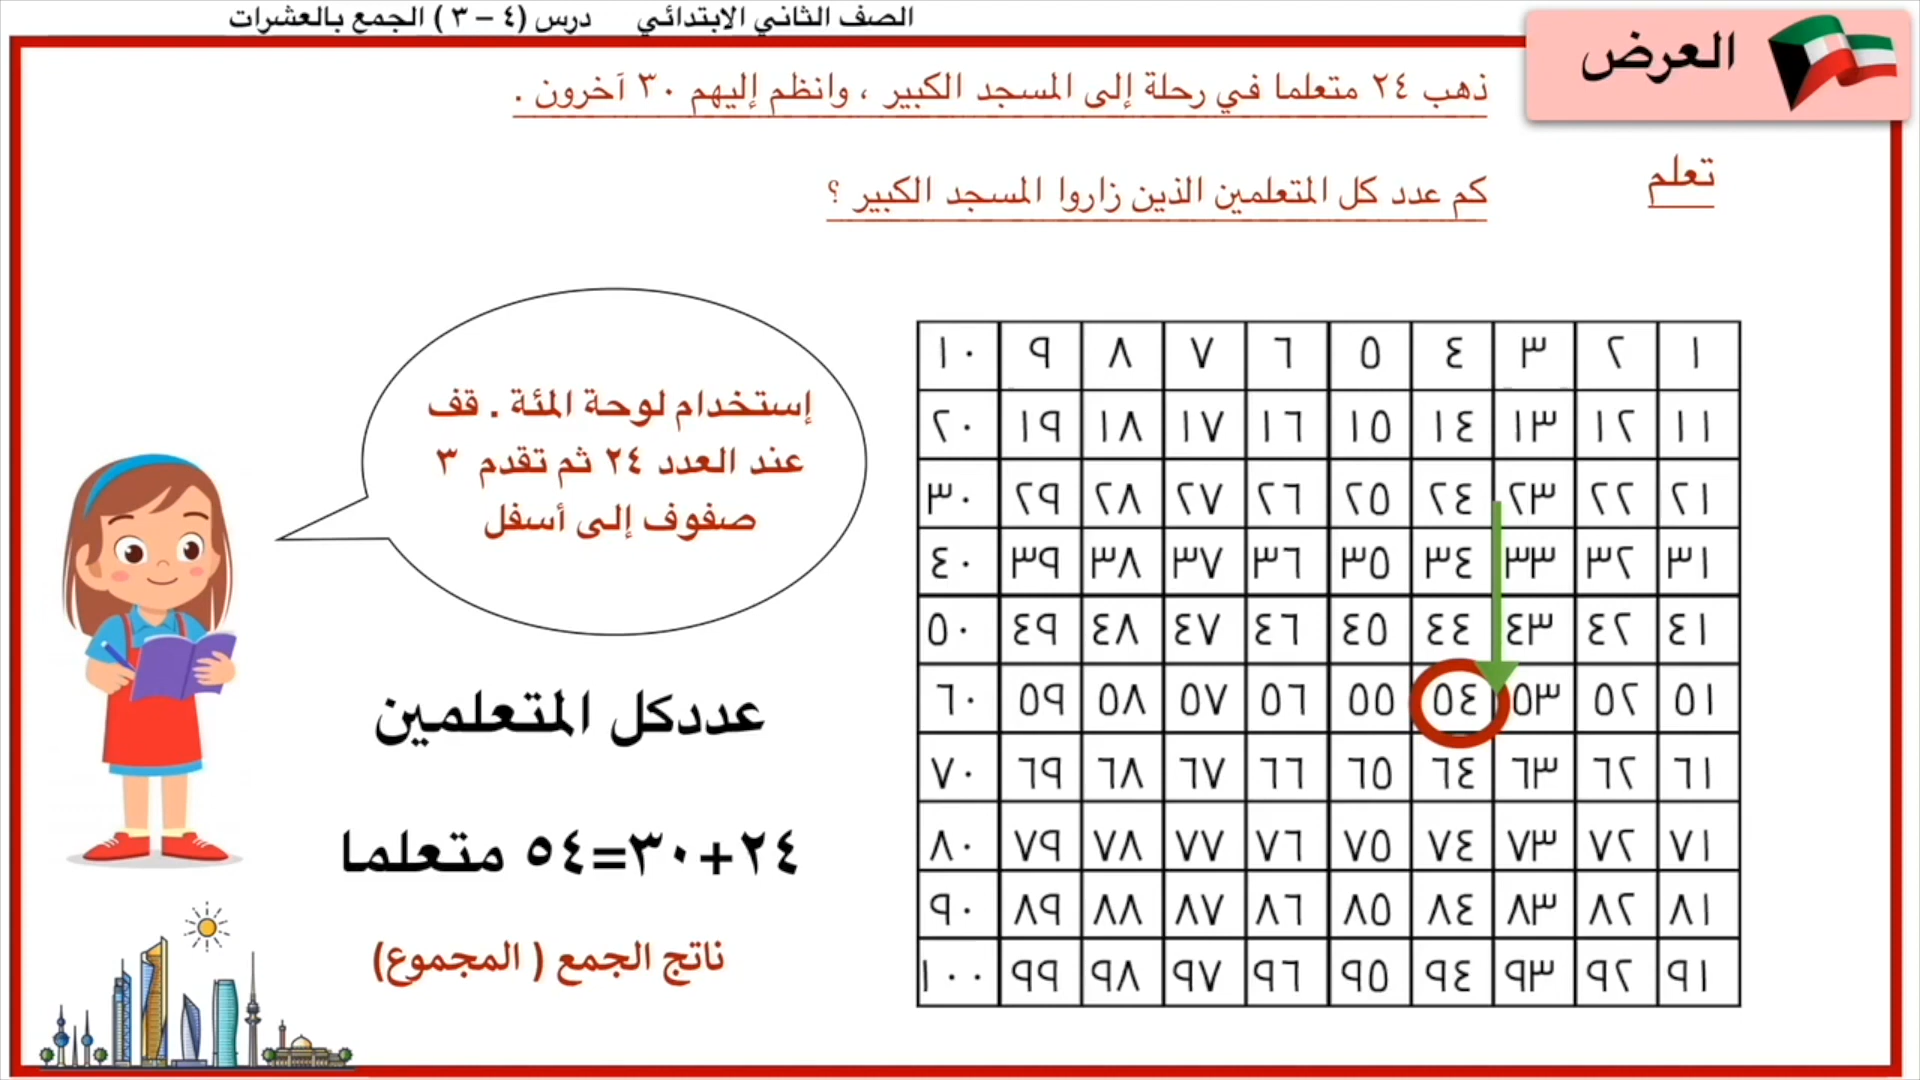 الصف الثاني الابتدائي درس (٤ – ٣ ) الجمع بالعشرات
العرض
ذهب ٢٤ متعلما في رحلة إلى المسجد الكبير ، وانظم إليهم ٣٠ آخرون .
تعلم
كم عدد كل المتعلمين الذين زاروا المسجد الكبير ؟
إستخدام لوحة المئة . قف
عند العدد ٢٤ ثم تقدم ٣
صفوف إلى أسفل
١ ٢ ٣ ٤ ٥ ٦ ٧ ٨ ٩ ١٠
١١ ١٢ ١٣ ١٤ ١٥ ١٦ ١٧ ١٨ ١٩ ٢٠
٢١ ٢٢ ٢٣ ٢٤ ٢٥ ٢٦ ٢٧ ٢٨ ٢٩ ٣٠
٣١ ٣٢ ٣٣ ٣٤ ٣٥ ٣٦ ٣٧ ٣٨ ٣٩ ٤٠
٤١ ٤٢ ٤٣ ٤٤ ٤٥ ٤٦ ٤٧ ٤٨ ٤٩ ٥٠
٥١ ٥٢ ٥٣ ٥٤ ٥٥ ٥٦ ٥٧ ٥٨ ٥٩ ٦٠
٦١ ٦٢ ٦٣ ٦٤ ٦٥ ٦٦ ٦٧ ٦٨ ٦٩ ٧٠
٧١ ٧٢ ٧٣ ٧٤ ٧٥ ٧٦ ٧٧ ٧٨ ٧٩ ٨٠
٨١ ٨٢ ٨٣ ٨٤ ٨٥ ٨٦ ٨٧ ٨٨ ٨٩ ٩٠
٩١ ٩٢ ٩٣ ٩٤ ٩٥ ٩٦ ٩٧ ٩٨ ٩٩ ١٠٠
عددكل المتعلمين
٢٤+٣٠=٥٤ متعلما
ناتج الجمع ( المجموع)